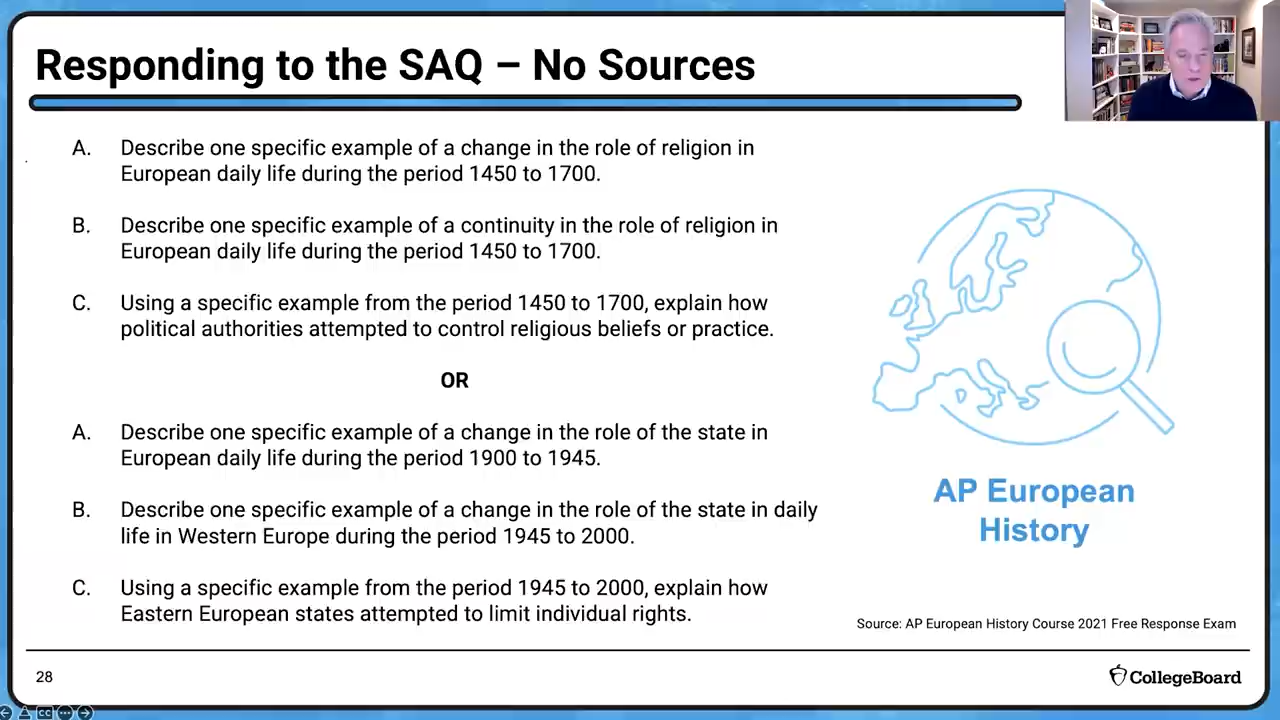 Responding to the SAQ – No Sources
A. Describe one specific example of a change in the role of religion in
European daily life during the period 1450 to 1700.
B. Describe one specific example of a continuity in the role of religion in
European daily life during the period 1450 to 1700.
C. Using a specific example from the period 1450 to 1700, explain how
political authorities attempted to control religious beliefs or practice.
OR
A. Describe one specific example of a change in the role of the state in
European daily life during the period 1900 to 1945.
B. Describe one specific example of a change in the role of the state in daily
life in Western Europe during the period 1945 to 2000.
C. Using a specific example from the period 1945 to 2000, explain how
Eastern European states attempted to limit individual rights.
AP European
History
Source: AP European History Course 2021 Free Response Exam
28
CollegeBoard
CC